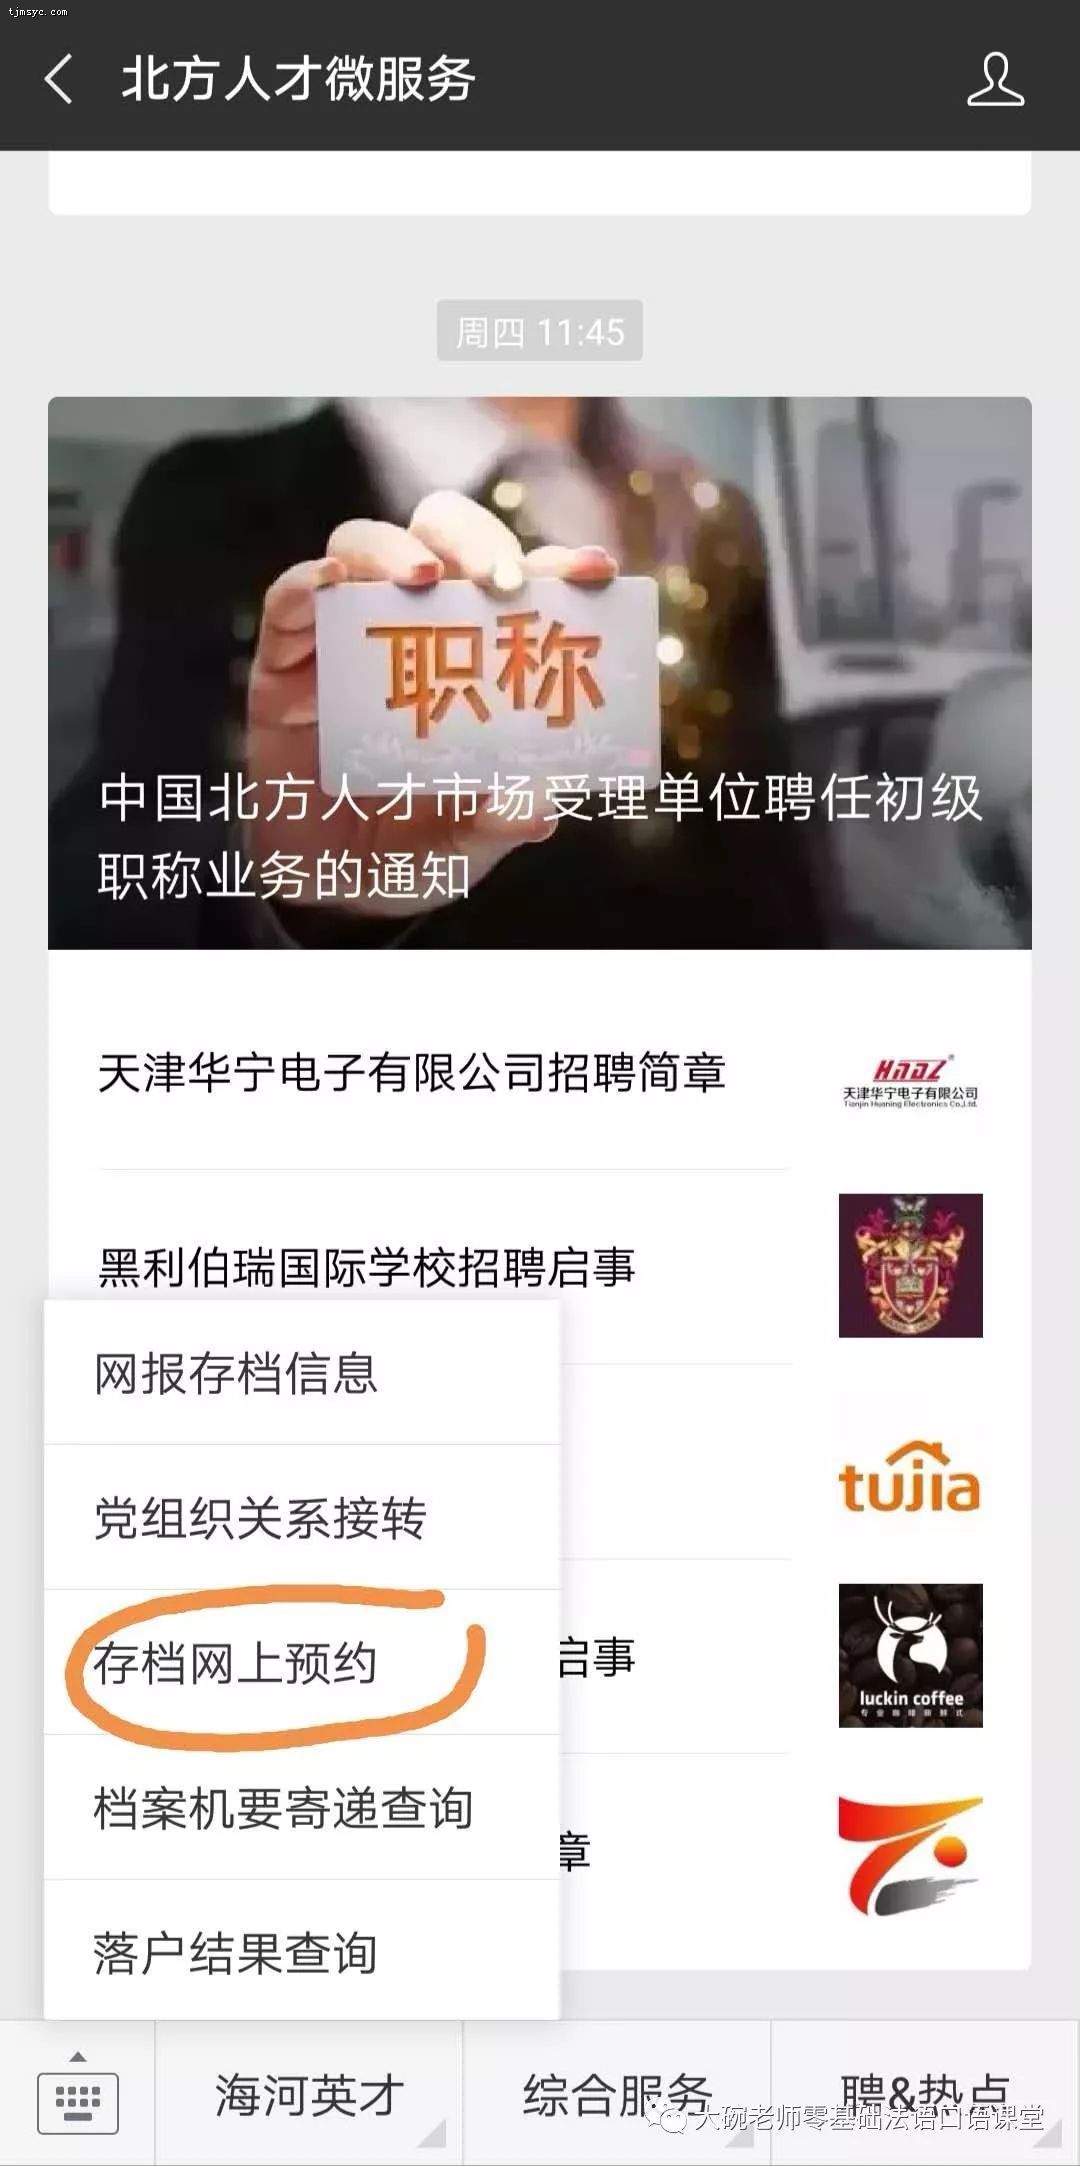 tjmsyc.com
北方人才微服务
周四 11:45
职称
中国北方人才市场受理单位聘任初级
职称业务的通知
天津华宁电子有限公司招聘简章
HNDZ
天津华宁电子有限公司
Tianjin Huaning Electronics Co.,Ltd.
黑利伯瑞国际学校招聘启事
网报存档信息
tujia
党组织关系接转
存档网上预约
启事
luckin coffee
专业咖啡新鲜式
档案机要寄递查询
章
落户结果查询
海河英才
综合服务
聘&热点
大碗老师零基础法语口语课堂